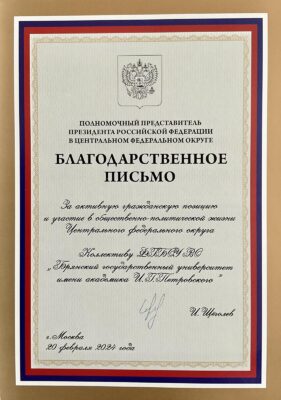 ПОЛНОМОЧНЫЙ ПРЕДСТАВИТЕЛЬ
ПРЕЗИДЕНТА РОССИЙСКОЙ ФЕДЕРАЦИИ
В ЦЕНТРАЛЬНОМ ФЕДЕРАЛЬНОМ ОКРУГЕ
БЛАГОДАРСТВЕННОЕ
ПИСЬМО
За активную гражданскую позицию
и участие в общественно-политической жизни
Центрального федерального округа
Коллективу ФГБОУ ВО
„Брянский государственный университет
имени академика И.Г.Петровского"
И. Щёголев
г.Москва
20 февраля 2024 года